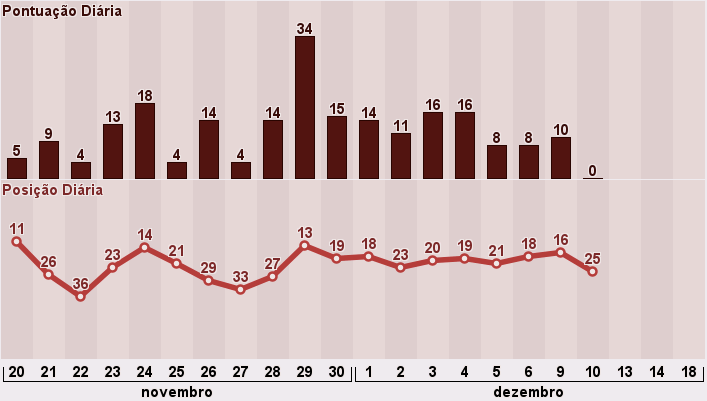 Pontuação Diária
5 9 4 13 18 4 14 4 14 34 15 14 11 16 16 8 8 10 0
Posição Diária
11 26 36 23 14 21 29 33 27 13 19 18 23 20 19 21 18 16 25
20 21 22 23 24 25 26 27 28 29 30 1 2 3 4 5 6 9 10 13 14 18
novembro dezembro